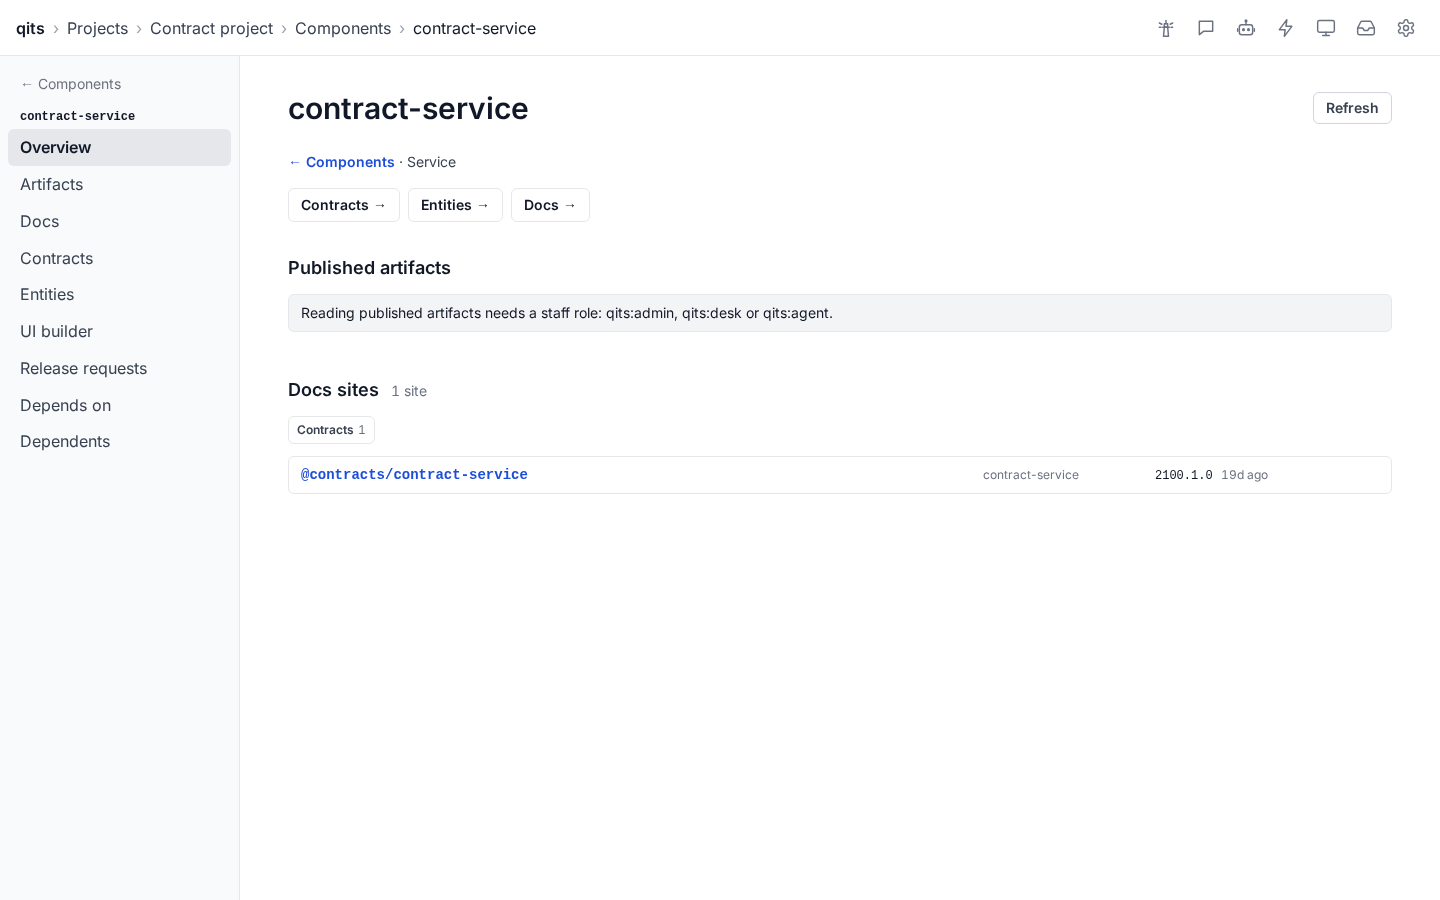 qits › Projects › Contract project › Components › contract-service
← Components
contract-service
Overview
Artifacts
Docs
Contracts
Entities
UI builder
Release requests
Depends on
Dependents
contract-service
Refresh
← Components · Service
Contracts →
Entities →
Docs →
Published artifacts
Reading published artifacts needs a staff role: qits:admin, qits:desk or qits:agent.
Docs sites 1 site
Contracts 1
@contracts/contract-service contract-service 2100.1.0 19d ago